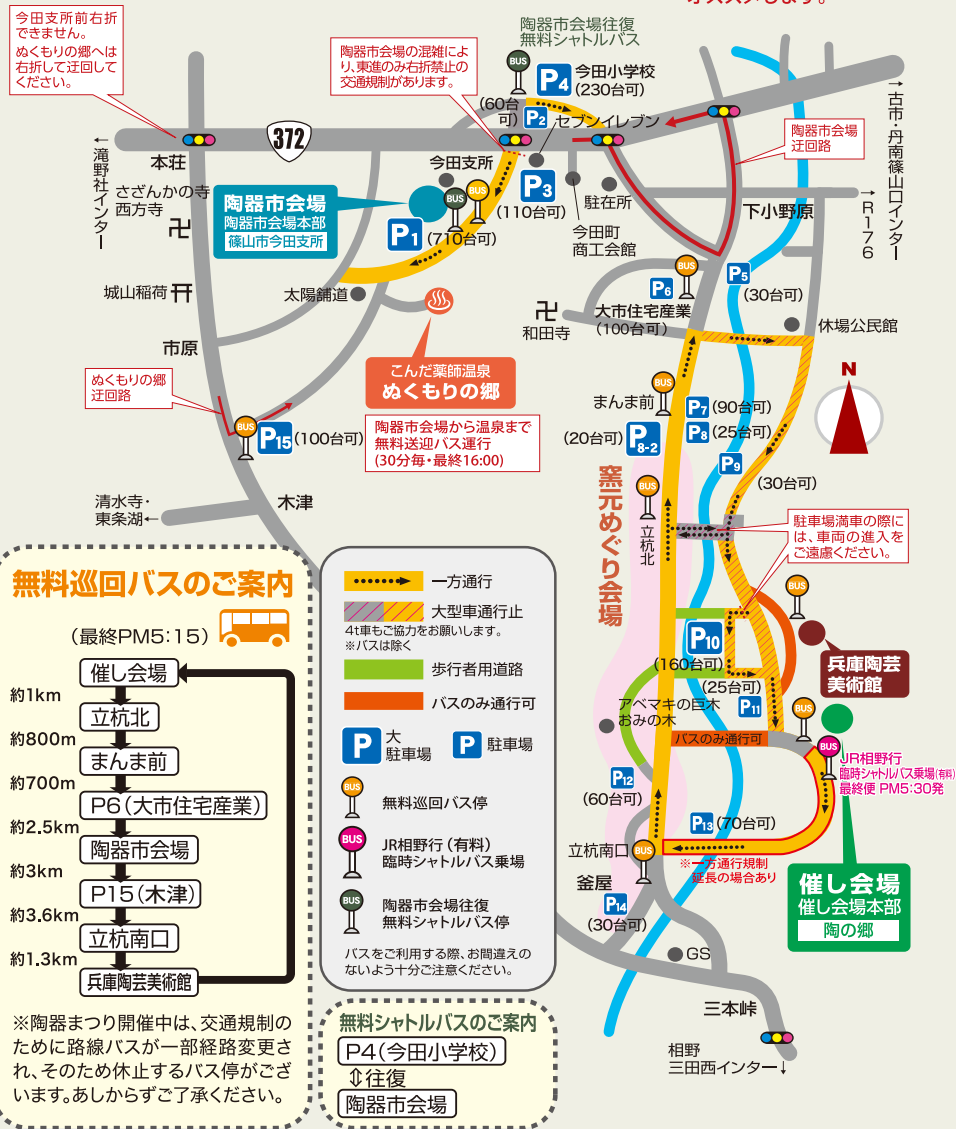 オススメします。
今田支所前右折
できません。
ぬくもりの郷へは
右折して迂回して
ください。
陶器市会場の混雑によ
り、東進のみ右折禁止の
交通規制があります。
陶器市会場往復
無料シャトルバス
BUS
P4
今田小学校
(230台可)
(60台
可)
P2
セブンイレブン
→古市・丹南篠山口インター
372
←滝野社インター
本荘
陶器市会場
迂回路
さざんかの寺
西方寺
今田支所
陶器市会場
陶器市会場本部
篠山市今田支所
BUS
BUS
P3
(110台可)
駐在所
下小野原
→R176
P1
(710台可)
今田町
商工会館
城山稲荷
太陽舗道
BUS
P6
大市住宅産業
(100台可)
P5
(30台可)
和田寺
休場公民館
市原
こんだ薬師温泉
ぬくもりの郷
N
ぬくもりの郷
迂回路
まんま前
BUS
P7
(90台可)
BUS
P15
(100台可)
陶器市会場から温泉まで
無料送迎バス運行
(30分毎・最終16:00)
(20台可)
P8-2
P8
(25台可)
P9
(30台可)
清水寺・
東条湖←
木津
窯元めぐり会場
BUS
立杭北
駐車場満車の際に
は、車両の進入を
ご遠慮ください。
BUS
P10
(160台可)
兵庫陶芸
美術館
(25台可)
P11
アベマキの巨木
おみの木
BUS
バスのみ通行可
BUS
JR相野行
臨時シャトルバス乗場(有料)
最終便 PM5:30発
P12
(60台可)
P13
(70台可)
立杭南口
BUS
※一方通行規制
延長の場合あり
釜屋
催し会場
催し会場本部
陶の郷
P14
(30台可)
GS
三本峠
相野
三田西インター↓
無料巡回バスのご案内
(最終PM5:15)
催し会場
約1km
立杭北
約800m
まんま前
約700m
P6(大市住宅産業)
約2.5km
陶器市会場
約3km
P15(木津)
約3.6km
立杭南口
約1.3km
兵庫陶芸美術館
※陶器まつり開催中は、交通規制の
ために路線バスが一部経路変更さ
れ、そのため休止するバス停がござ
います。あしからずご了承ください。
一方通行
大型車通行止
4t車もご協力をお願いします。
※バスは除く
歩行者用道路
バスのみ通行可
P
大
駐車場
P
駐車場
BUS
無料巡回バス停
BUS
JR相野行(有料)
臨時シャトルバス乗場
BUS
陶器市会場往復
無料シャトルバス停
バスをご利用する際、お間違えの
ないよう十分ご注意ください。
無料シャトルバスのご案内
P4(今田小学校)
⇕往復
陶器市会場